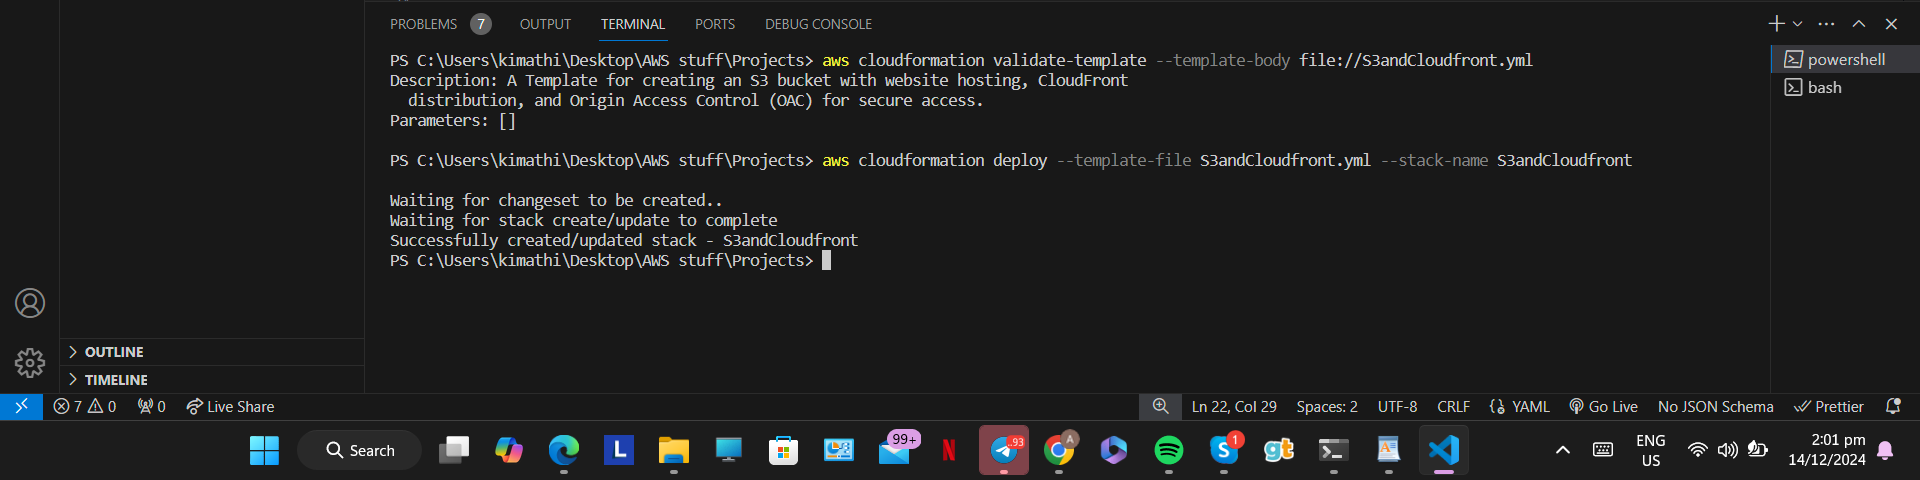 PROBLEMS 7 OUTPUT TERMINAL PORTS DEBUG CONSOLE
PS C:\Users\kimathi\Desktop\AWS stuff\Projects> aws cloudformation validate-template --template-body file://S3andCloudfront.yml
Description: A Template for creating an S3 bucket with website hosting, CloudFront
distribution, and Origin Access Control (OAC) for secure access.
Parameters: []
PS C:\Users\kimathi\Desktop\AWS stuff\Projects> aws cloudformation deploy --template-file S3andCloudfront.yml --stack-name S3andCloudfront
Waiting for changeset to be created..
Waiting for stack create/update to complete
Successfully created/updated stack - S3andCloudfront
PS C:\Users\kimathi\Desktop\AWS stuff\Projects>
powershell
bash
OUTLINE
TIMELINE
7 0 0 Live Share Ln 22, Col 29 Spaces: 2 UTF-8 CRLF YAML Go Live No JSON Schema Prettier
Search L 99+ N ..93 A S 1 gt ENG
US
2:01 pm
14/12/2024